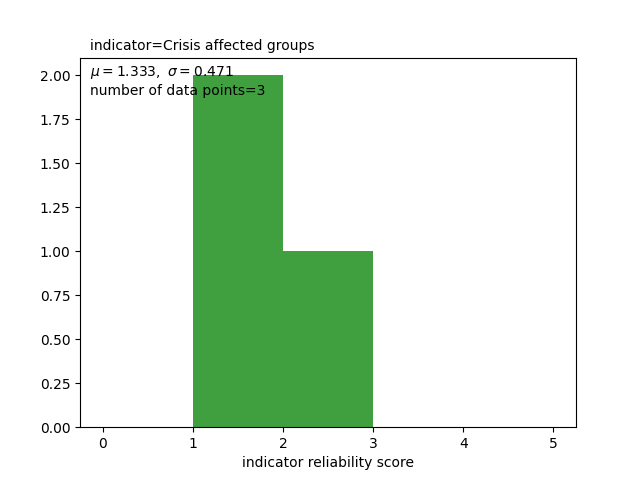 indicator=Crisis affected groups
μ = 1.333, σ = 0.471
number of data points=3
2.00
1.75
1.50
1.25
1.00
0.75
0.50
0.25
0.00
0 1 2 3 4 5
indicator reliability score